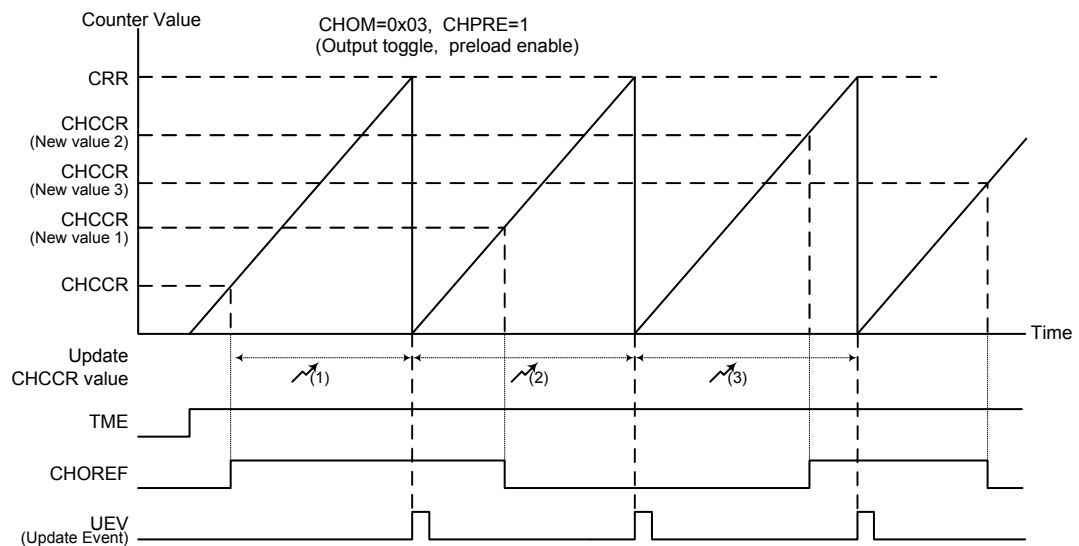 Counter Value
CHOM=0x03, CHPRE=1
(Output toggle, preload enable)
CRR
CHCCR
(New value 2)
CHCCR
(New value 3)
CHCCR
(New value 1)
CHCCR
Time
Update
CHCCR value
(1)
(2)
(3)
TME
CHOREF
UEV
(Update Event)